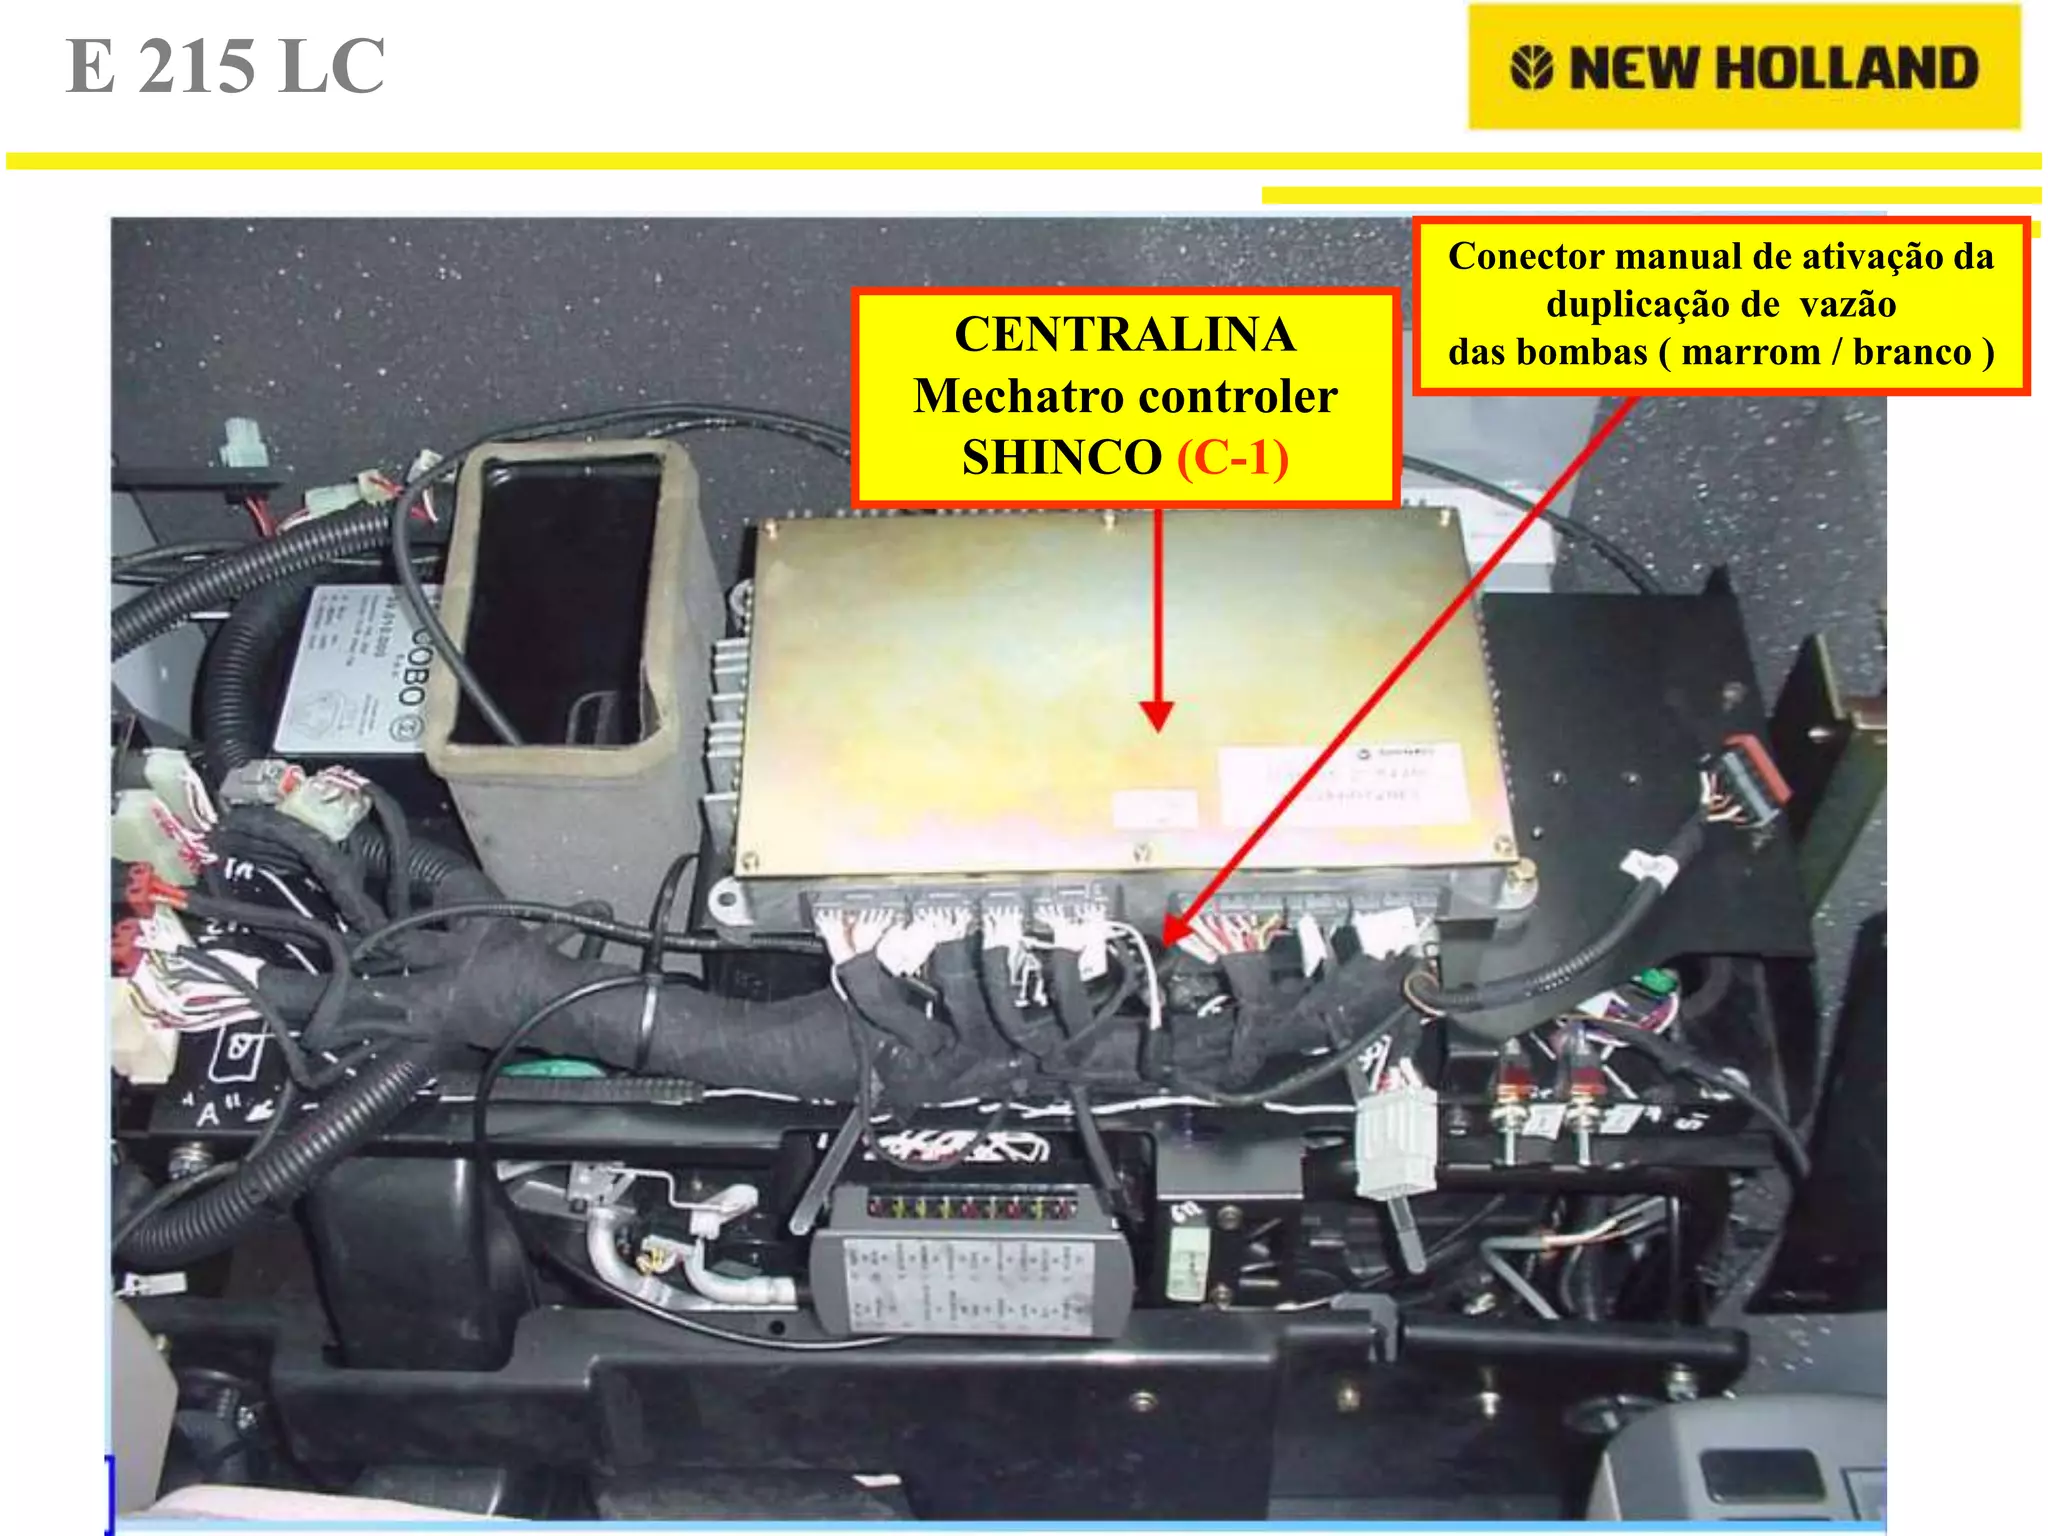 E 215 LC
NEW HOLLAND
Conector manual de ativação da
duplicação de vazão
das bombas ( marrom / branco )
CENTRALINA
Mechatro controler
SHINCO (C-1)
COBO
"A"